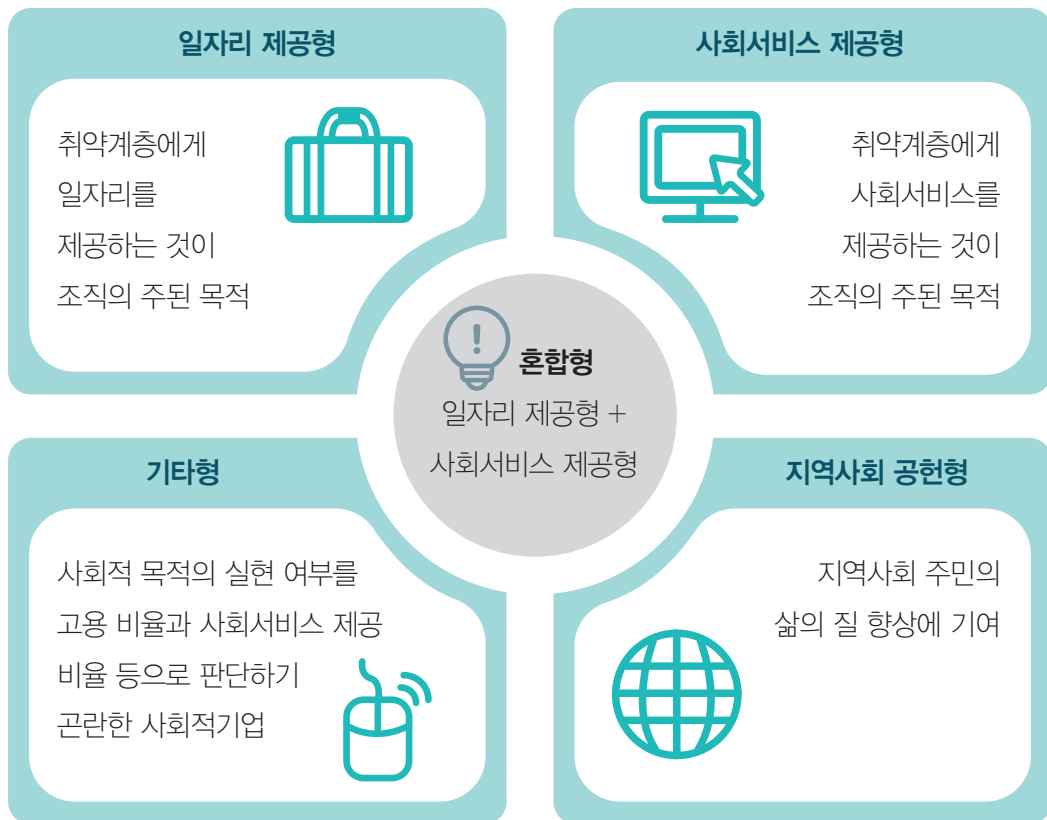 일자리 제공형
취약계층에게
일자리를
제공하는 것이
조직의 주된 목적
사회서비스 제공형
취약계층에게
사회서비스를
제공하는 것이
조직의 주된 목적
혼합형
일자리 제공형 +
사회서비스 제공형
기타형
사회적 목적의 실현 여부를
고용 비율과 사회서비스 제공
비율 등으로 판단하기
곤란한 사회적기업
지역사회 공헌형
지역사회 주민의
삶의 질 향상에 기여